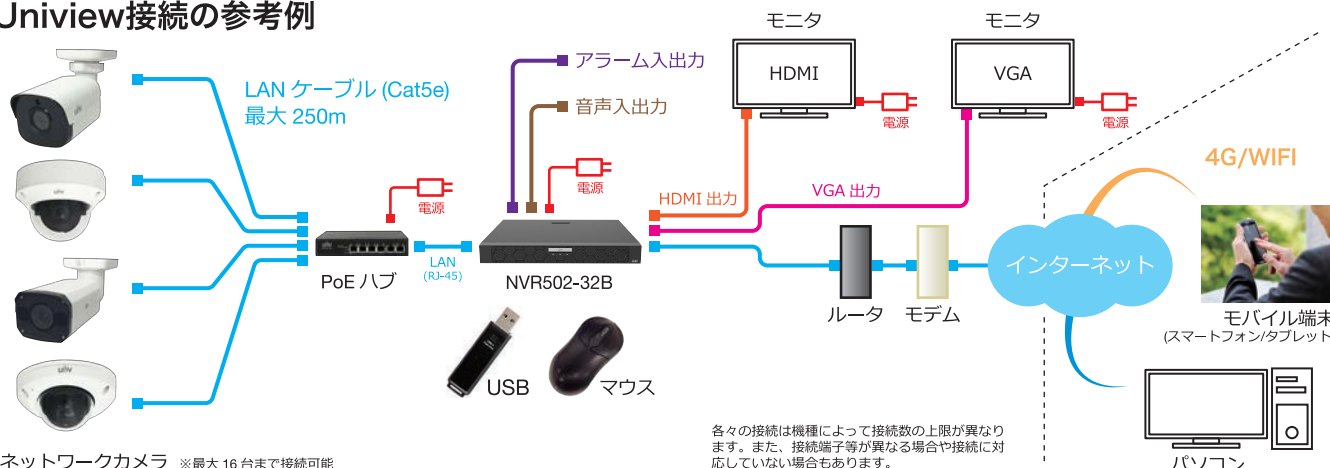 Uniview接続の参考例
LAN ケーブル (Cat5e)
最大 250m
アラーム入出力
音声入出力
電源
電源
モニタ
HDMI
電源
モニタ
VGA
電源
HDMI 出力
VGA 出力
4G/WIFI
PoE ハブ
LAN
(RJ-45)
NVR502-32B
ルータ
モデム
インターネット
モバイル端末
(スマートフォン/タブレット
USB
マウス
パソコン
ネットワークカメラ ※最大 16 台まで接続可能
各々の接続は機種によって接続数の上限が異なり
ます。また、接続端子等が異なる場合や接続に対
応していない場合もあります。